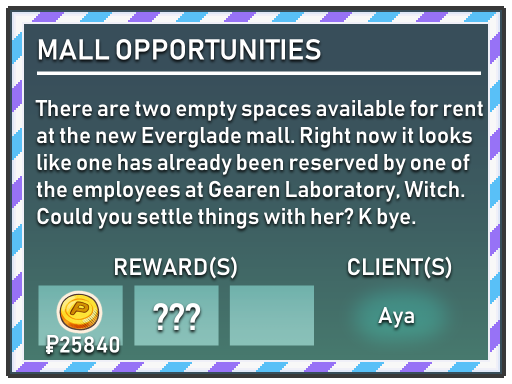 MALL OPPORTUNITIES
There are two empty spaces available for rent
at the new Everglade mall. Right now it looks
like one has already been reserved by one of
the employees at Gearen Laboratory, Witch.
Could you settle things with her? K bye.
REWARD(S) CLIENT(S)
P
??? Aya
₽25840